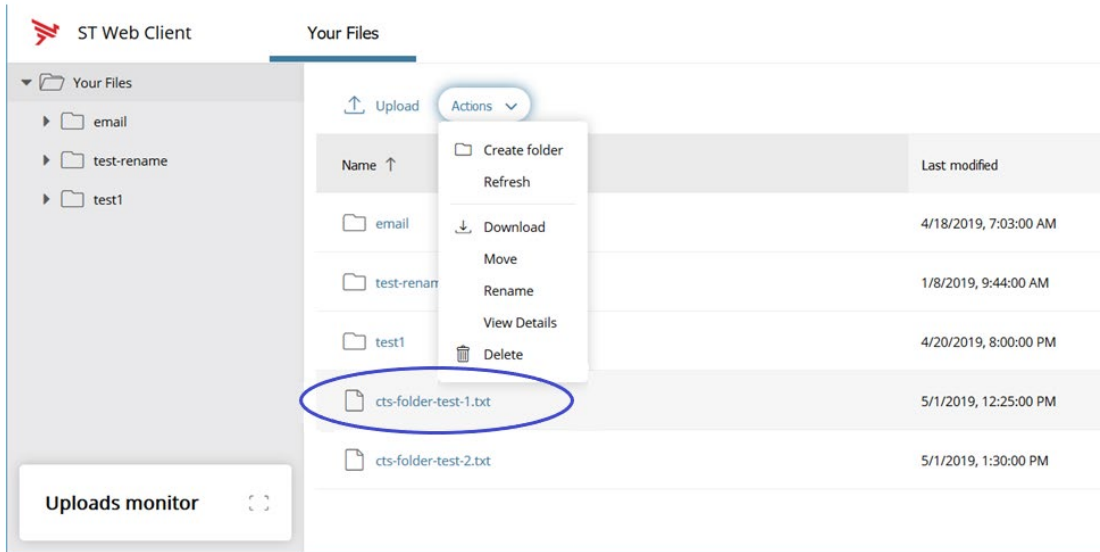 ST Web Client
Your Files
Your Files
email
test-rename
test1
Upload
Actions
Create folder
Refresh
Download
Move
Rename
View Details
Delete
Name ↑
Last modified
email
4/18/2019, 7:03:00 AM
test-renam
1/8/2019, 9:44:00 AM
test1
4/20/2019, 8:00:00 PM
cts-folder-test-1.txt
5/1/2019, 12:25:00 PM
cts-folder-test-2.txt
5/1/2019, 1:30:00 PM
Uploads monitor